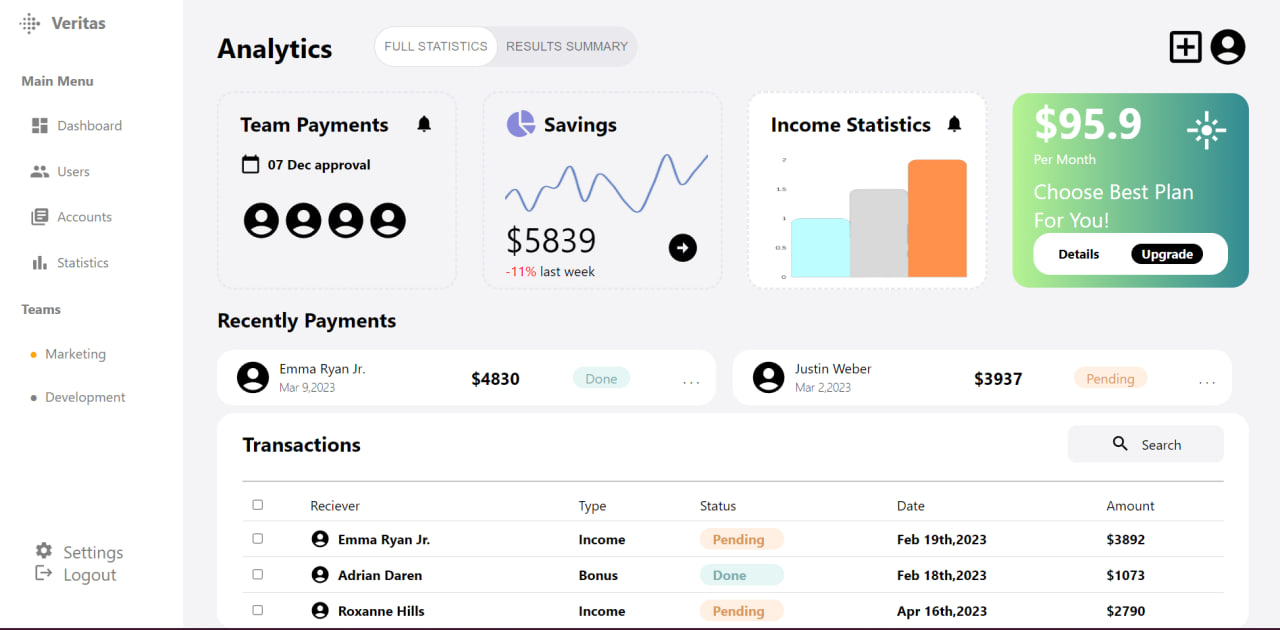 Veritas
Main Menu
Dashboard
Users
Accounts
Statistics
Teams
Marketing
Development
Settings
Logout
Analytics
FULL STATISTICS
RESULTS SUMMARY
Team Payments
07 Dec approval
Savings
$5839
-11% last week
Income Statistics
2
1.5
1
0.5
0
$95.9
Per Month
Choose Best Plan
For You!
Details
Upgrade
Recently Payments
Emma Ryan Jr.
Mar 9,2023
$4830
Done
...
Justin Weber
Mar 2,2023
$3937
Pending
...
Transactions
Search
Reciever Type Status Date Amount
Emma Ryan Jr. Income Pending Feb 19th,2023 $3892
Adrian Daren Bonus Done Feb 18th,2023 $1073
Roxanne Hills Income Pending Apr 16th,2023 $2790